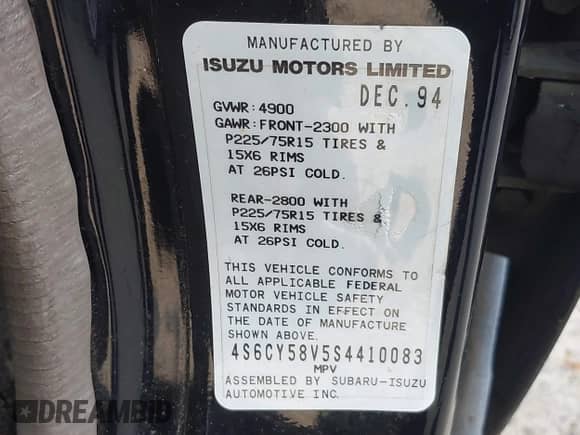 MANUFACTURED BY
ISUZU MOTORS LIMITED
DEC.94
GVWR:4900
GAWR:FRONT-2300 WITH
P225/75R15 TIRES &
15X6 RIMS
AT 26PSI COLD.
REAR-2800 WITH
P225/75R15 TIRES &
15X6 RIMS
AT 26PSI COLD.
THIS VEHICLE CONFORMS TO
ALL APPLICABLE FEDERAL
MOTOR VEHICLE SAFETY
STANDARDS IN EFFECT ON
THE DATE OF MANUFACTURE
SHOWN ABOVE.
4S6CY58V5S4410083
MPV
ASSEMBLED BY SUBARU-ISUZU
AUTOMOTIVE INC.
DREAMBID